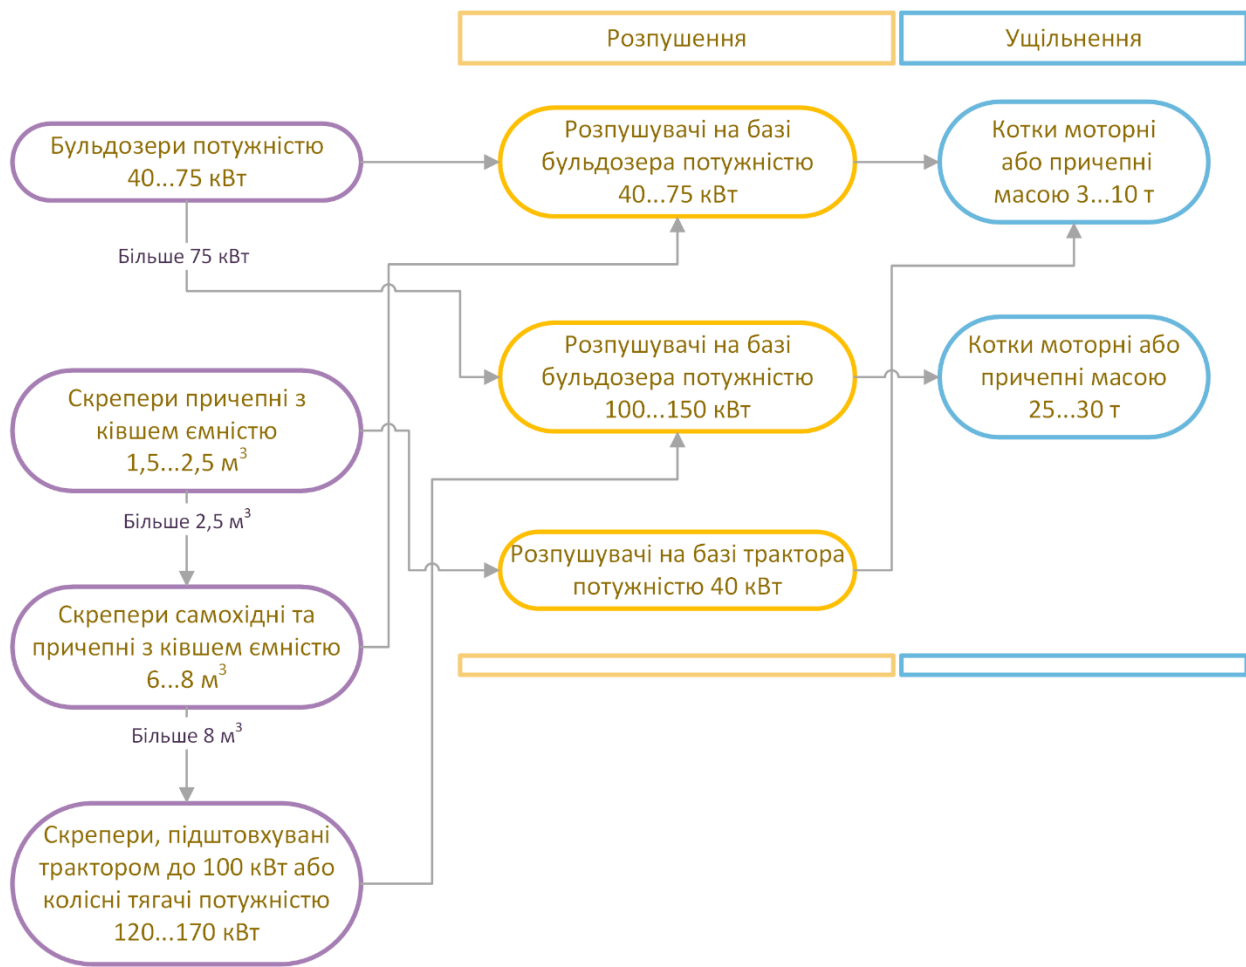 Розпушення
Ущільнення
Бульдозери потужністю
40...75 кВт
Розпушувачі на базі
бульдозера потужністю
40...75 кВт
Котки моторні
або причепні
масою 3...10 т
Більше 75 кВт
Розпушувачі на базі
бульдозера потужністю
100...150 кВт
Котки моторні або
причепні масою
25...30 т
Скрепери причепні з
ківшем ємністю
1,5...2,5 м³
Більше 2,5 м³
Розпушувачі на базі трактора
потужністю 40 кВт
Скрепери самохідні та
причепні з ківшем ємністю
6...8 м³
Більше 8 м³
Скрепери, підштовхувані
трактором до 100 кВт або
колісні тягачі потужністю
120...170 кВт